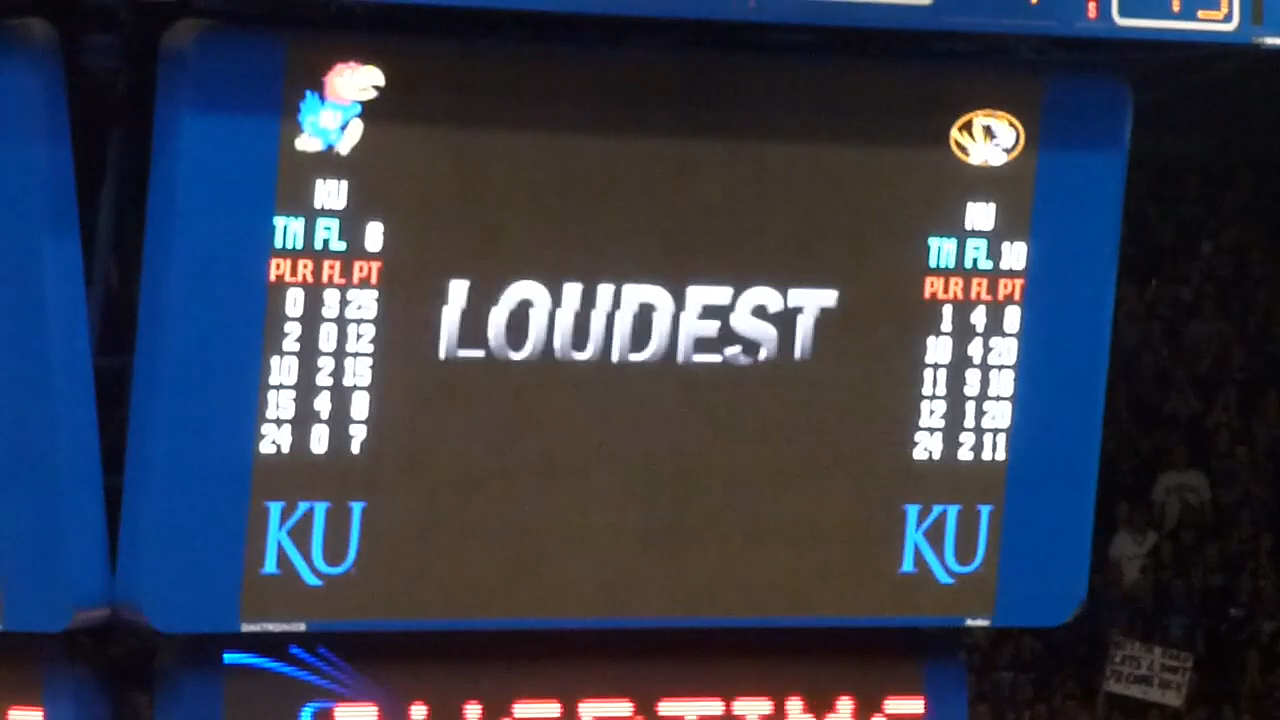 KU
TM FL 6
PLR FL PT
0 3 25
2 0 12
10 2 15
15 4 8
24 0 7
KU
LOUDEST
MU
TM FL 10
PLR FL PT
1 4 8
10 4 20
11 3 16
12 1 20
24 2 11
KU